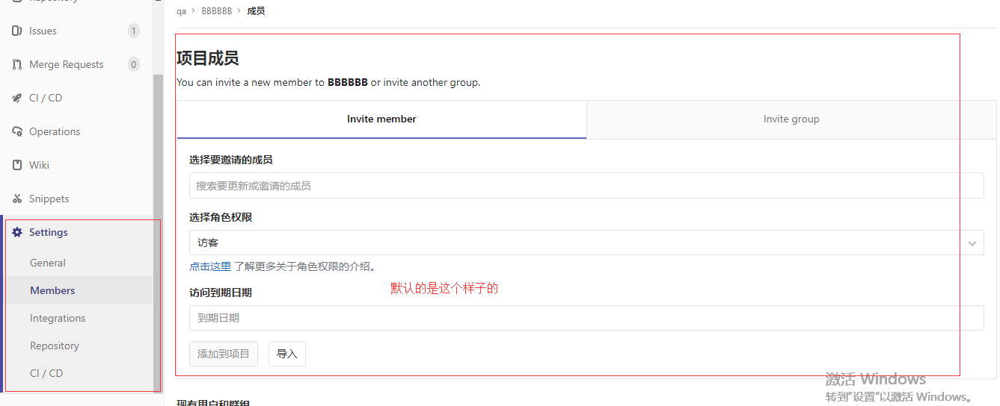 Repository
qa > BBBBBB > 成员
Issues 1
Merge Requests 0
CI / CD
Operations
Wiki
Snippets
Settings
General
Members
Integrations
Repository
CI / CD
项目成员
You can invite a new member to BBBBBB or invite another group.
Invite member
Invite group
选择要邀请的成员
搜索要更新或邀请的成员
选择角色权限
访客
点击这里 了解更多关于角色权限的介绍。
默认的是这个样子的
访问到期日期
到期日期
添加到项目
导入
激活 Windows
转到"设置"以激活 Windows。
现有用户和群组